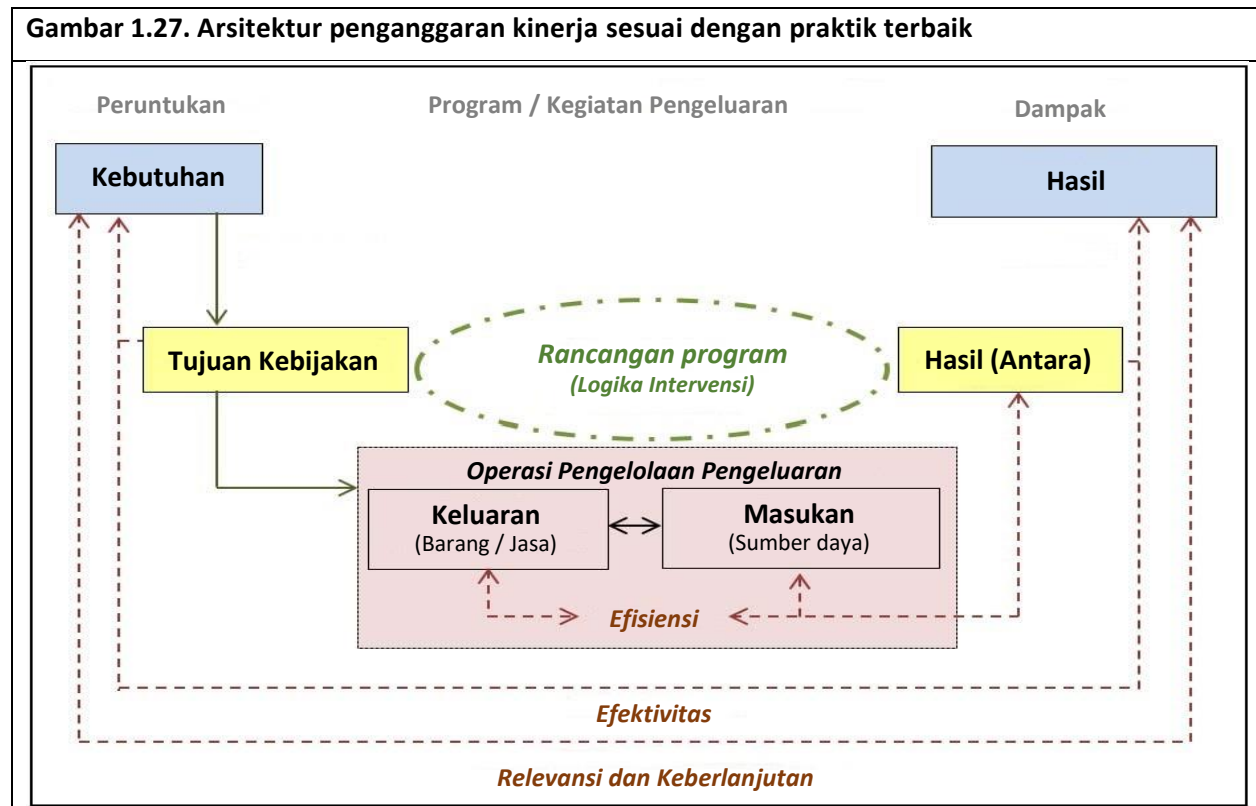 Gambar 1.27. Arsitektur penganggaran kinerja sesuai dengan praktik terbaik
Peruntukan
Program / Kegiatan Pengeluaran
Dampak
Kebutuhan
Hasil
Tujuan Kebijakan
Rancangan program
(Logika Intervensi)
Hasil (Antara)
Operasi Pengelolaan Pengeluaran
Keluaran
(Barang / Jasa)
Masukan
(Sumber daya)
Efisiensi
Efektivitas
Relevansi dan Keberlanjutan